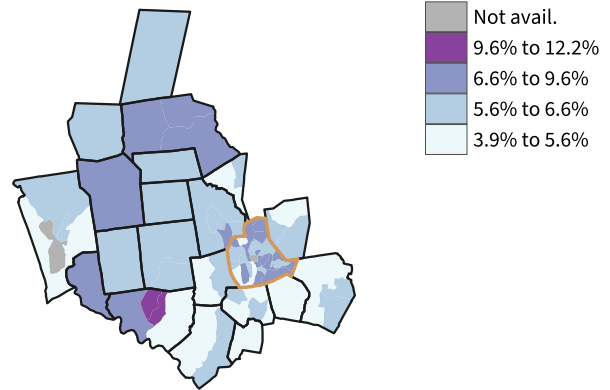 Not avail.
9.6% to 12.2%
6.6% to 9.6%
5.6% to 6.6%
3.9% to 5.6%